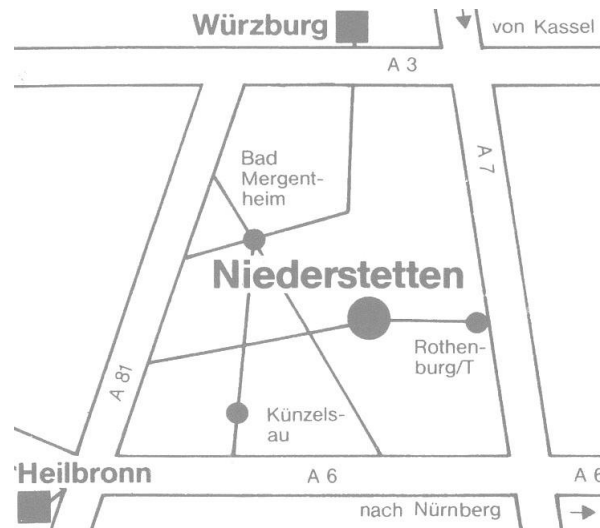 Würzburg
von Kassel
A 3
A 7
Bad
Mergent-
heim
Niederstetten
Rothen-
burg/T
A 81
Künzels-
au
Heilbronn
A 6
A 6
nach Nürnberg